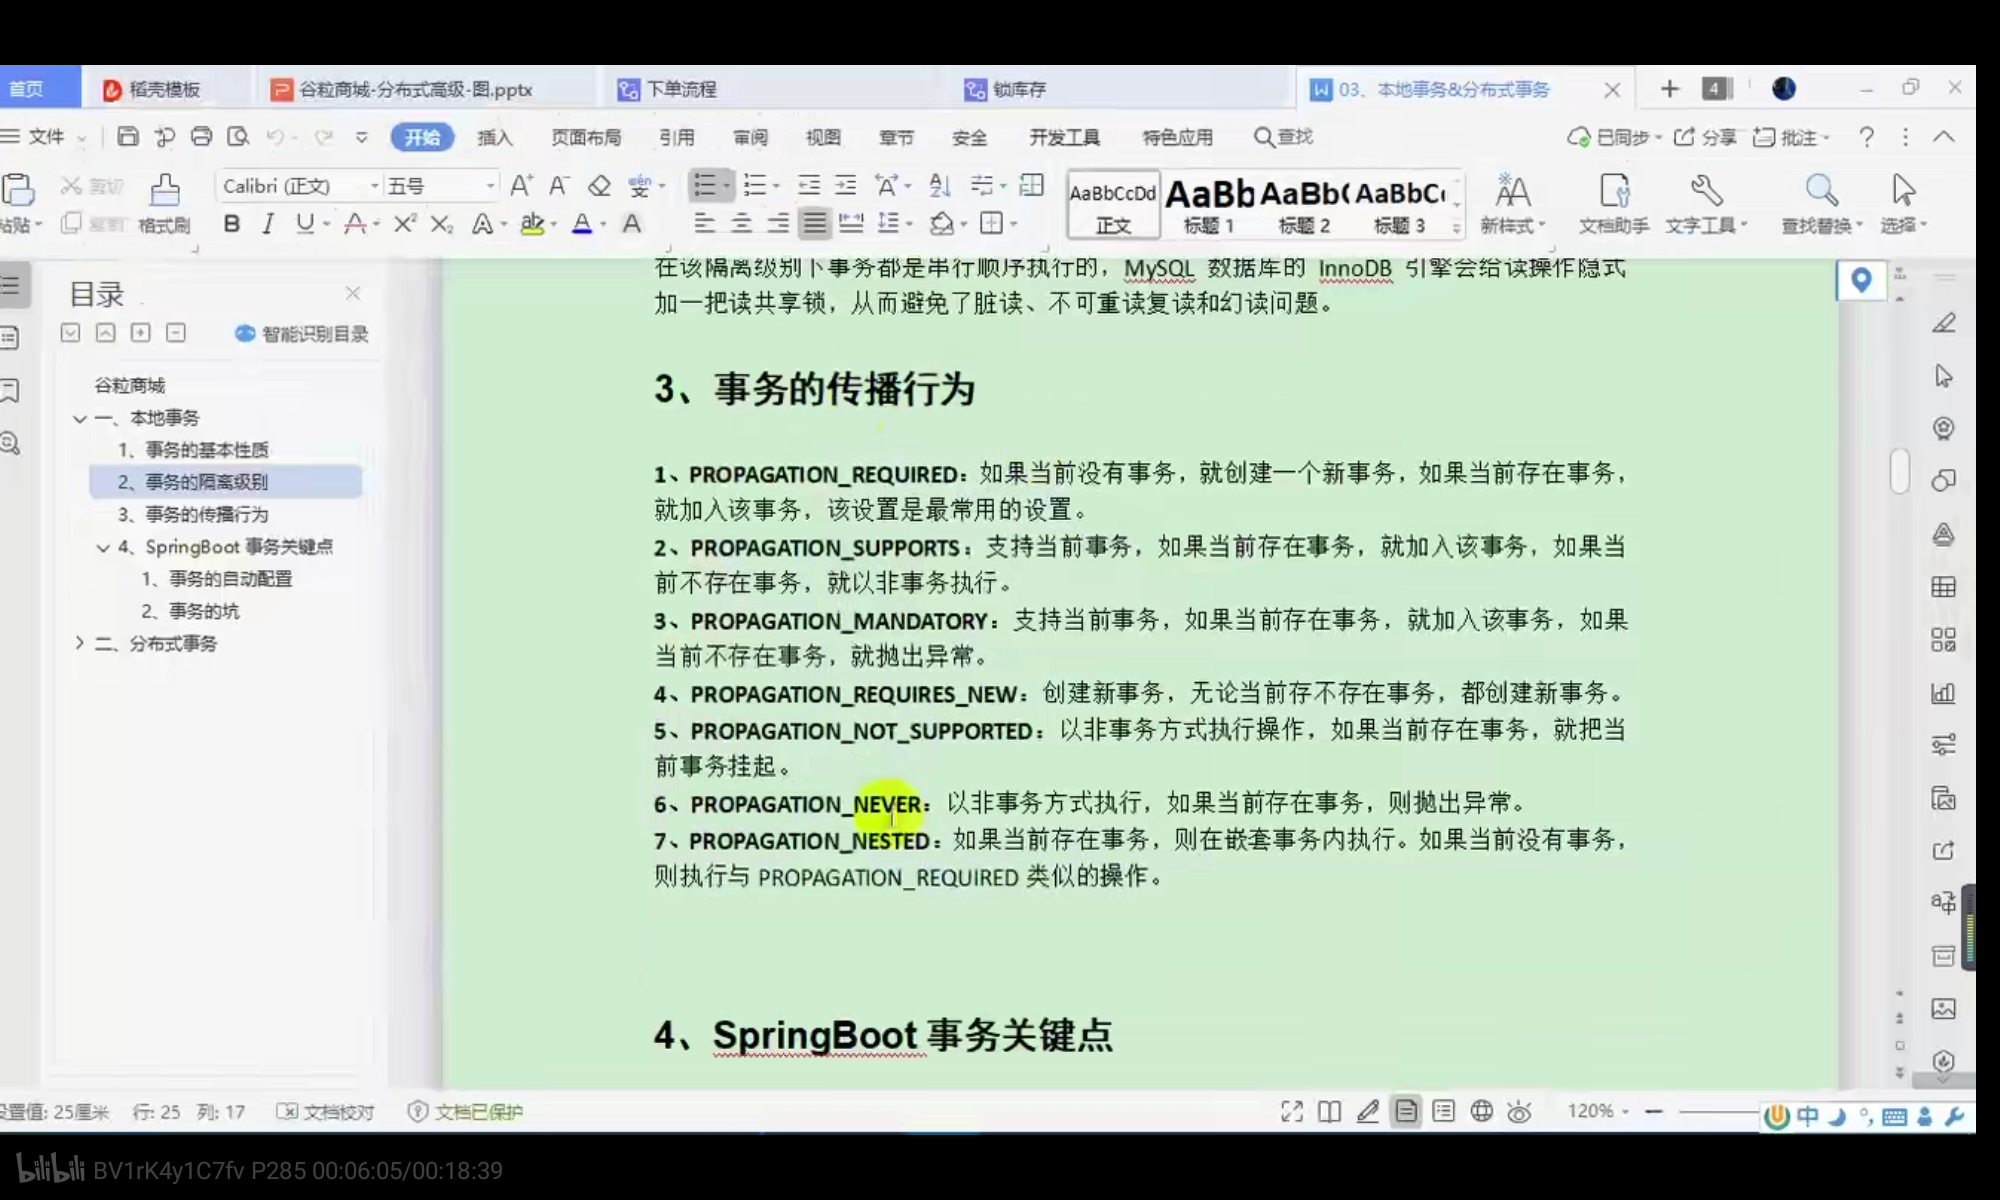 首页
稻壳模板
谷粒商城-分布式高级-图.pptx
下单流程
锁库存
03、本地事务&分布式事务
4
文件
开始
插入
页面布局
引用
审阅
视图
章节
安全
开发工具
特色应用
查找
已同步
分享
批注
剪切
格式刷
Calibri (正文)
五号
AaBbCcDd
正文
AaBb
标题 1
AaBb(
标题 2
AaBbC
标题 3
新样式
文档助手
文字工具
查找替换
选择
目录
智能识别目录
谷粒商城
一、本地事务
1、事务的基本性质
2、事务的隔离级别
3、事务的传播行为
4、SpringBoot 事务关键点
1、事务的自动配置
2、事务的坑
二、分布式事务
在该隔离级别下事务都是串行顺序执行的，MySQL 数据库的 InnoDB 引擎会给读操作隐式
加一把读共享锁，从而避免了脏读、不可重读复读和幻读问题。
3、事务的传播行为
1、PROPAGATION_REQUIRED：如果当前没有事务，就创建一个新事务，如果当前存在事务，
就加入该事务，该设置是最常用的设置。
2、PROPAGATION_SUPPORTS：支持当前事务，如果当前存在事务，就加入该事务，如果当
前不存在事务，就以非事务执行。
3、PROPAGATION_MANDATORY：支持当前事务，如果当前存在事务，就加入该事务，如果
当前不存在事务，就抛出异常。
4、PROPAGATION_REQUIRES_NEW：创建新事务，无论当前存不存在事务，都创建新事务。
5、PROPAGATION_NOT_SUPPORTED：以非事务方式执行操作，如果当前存在事务，就把当
前事务挂起。
6、PROPAGATION_NEVER：以非事务方式执行，如果当前存在事务，则抛出异常。
7、PROPAGATION_NESTED：如果当前存在事务，则在嵌套事务内执行。如果当前没有事务，
则执行与 PROPAGATION_REQUIRED 类似的操作。
4、SpringBoot 事务关键点
设置值: 25厘米
行: 25
列: 17
文档校对
文档已保护
120%
中
bilibili BV1rK4y1C7fv P285 00:06:05/00:18:39